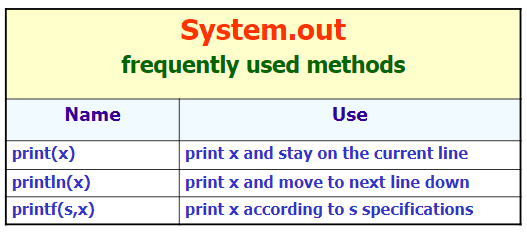 System.out
frequently used methods
Name Use
print(x) print x and stay on the current line
println(x) print x and move to next line down
printf(s,x) print x according to s specifications